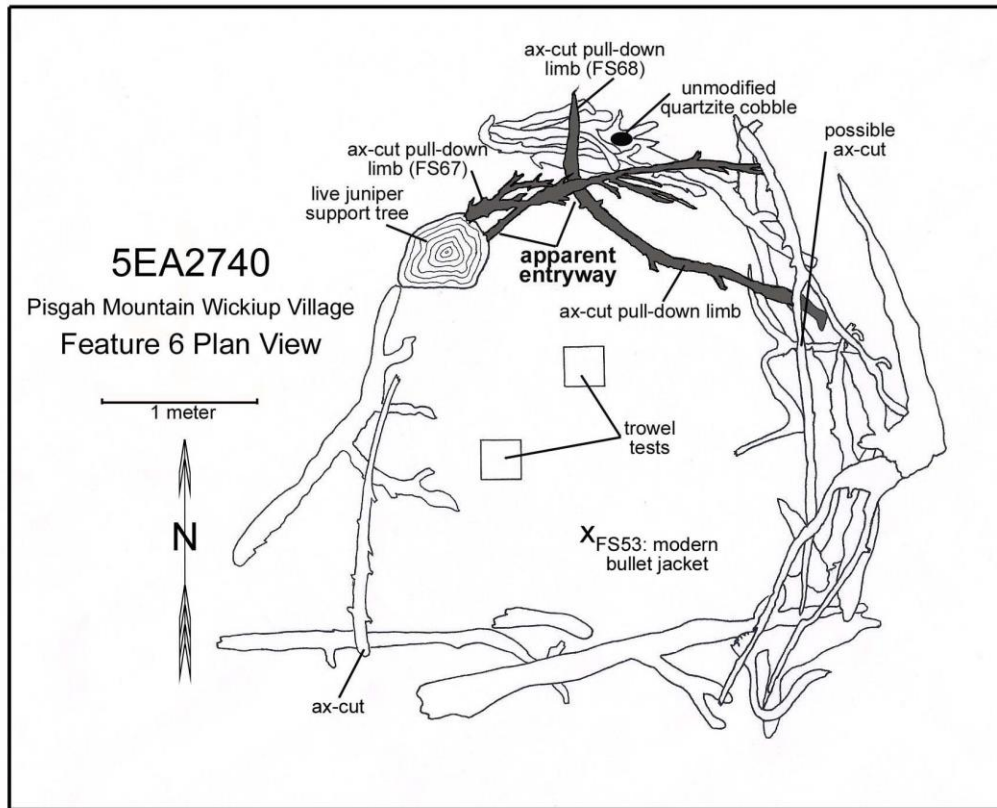 ax-cut pull-down
limb (FS68)
unmodified
quartzite cobble
possible
ax-cut
ax-cut pull-down
limb (FS67)
live juniper
support tree
apparent
entryway
ax-cut pull-down limb
5EA2740
Pisgah Mountain Wickiup Village
Feature 6 Plan View
1 meter
trowel
tests
N
x
FS53: modern
bullet jacket
ax-cut